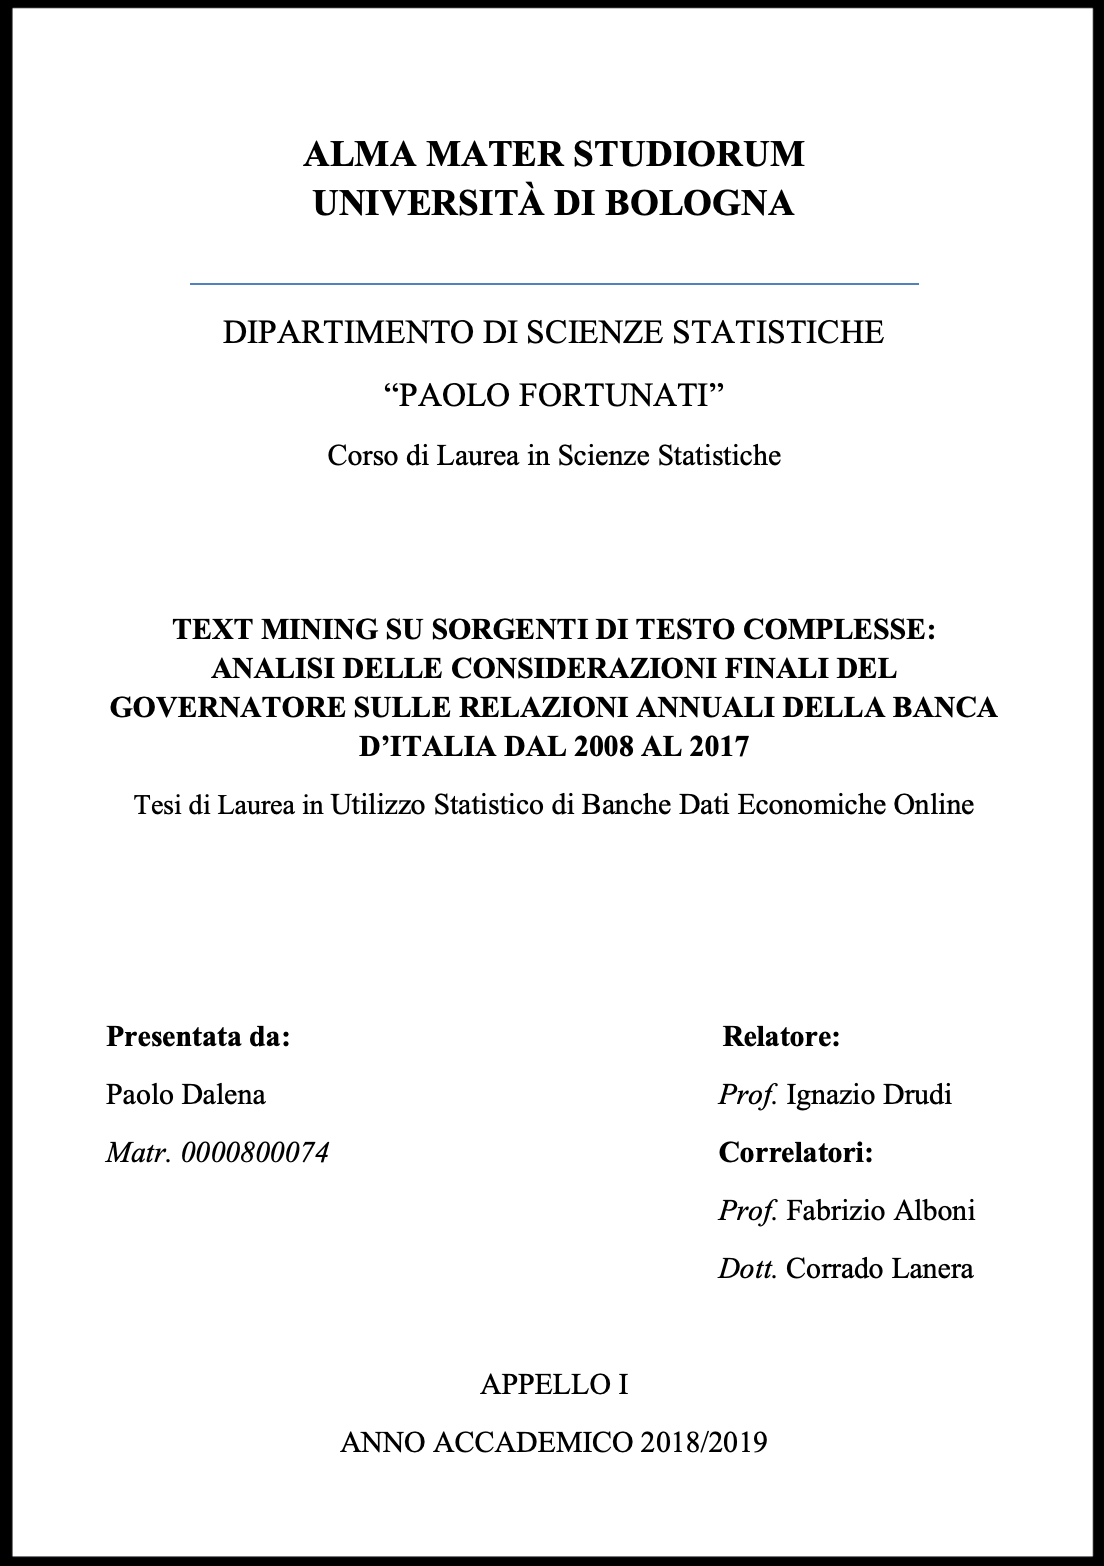 ALMA MATER STUDIORUM
UNIVERSITÀ DI BOLOGNA
DIPARTIMENTO DI SCIENZE STATISTICHE
“PAOLO FORTUNATI”
Corso di Laurea in Scienze Statistiche
TEXT MINING SU SORGENTI DI TESTO COMPLESSE:
ANALISI DELLE CONSIDERAZIONI FINALI DEL
GOVERNATORE SULLE RELAZIONI ANNUALI DELLA BANCA
D’ITALIA DAL 2008 AL 2017
Tesi di Laurea in Utilizzo Statistico di Banche Dati Economiche Online
Presentata da:
Paolo Dalena
Matr. 0000800074
Relatore:
Prof. Ignazio Drudi
Correlatori:
Prof. Fabrizio Alboni
Dott. Corrado Lanera
APPELLO I
ANNO ACCADEMICO 2018/2019